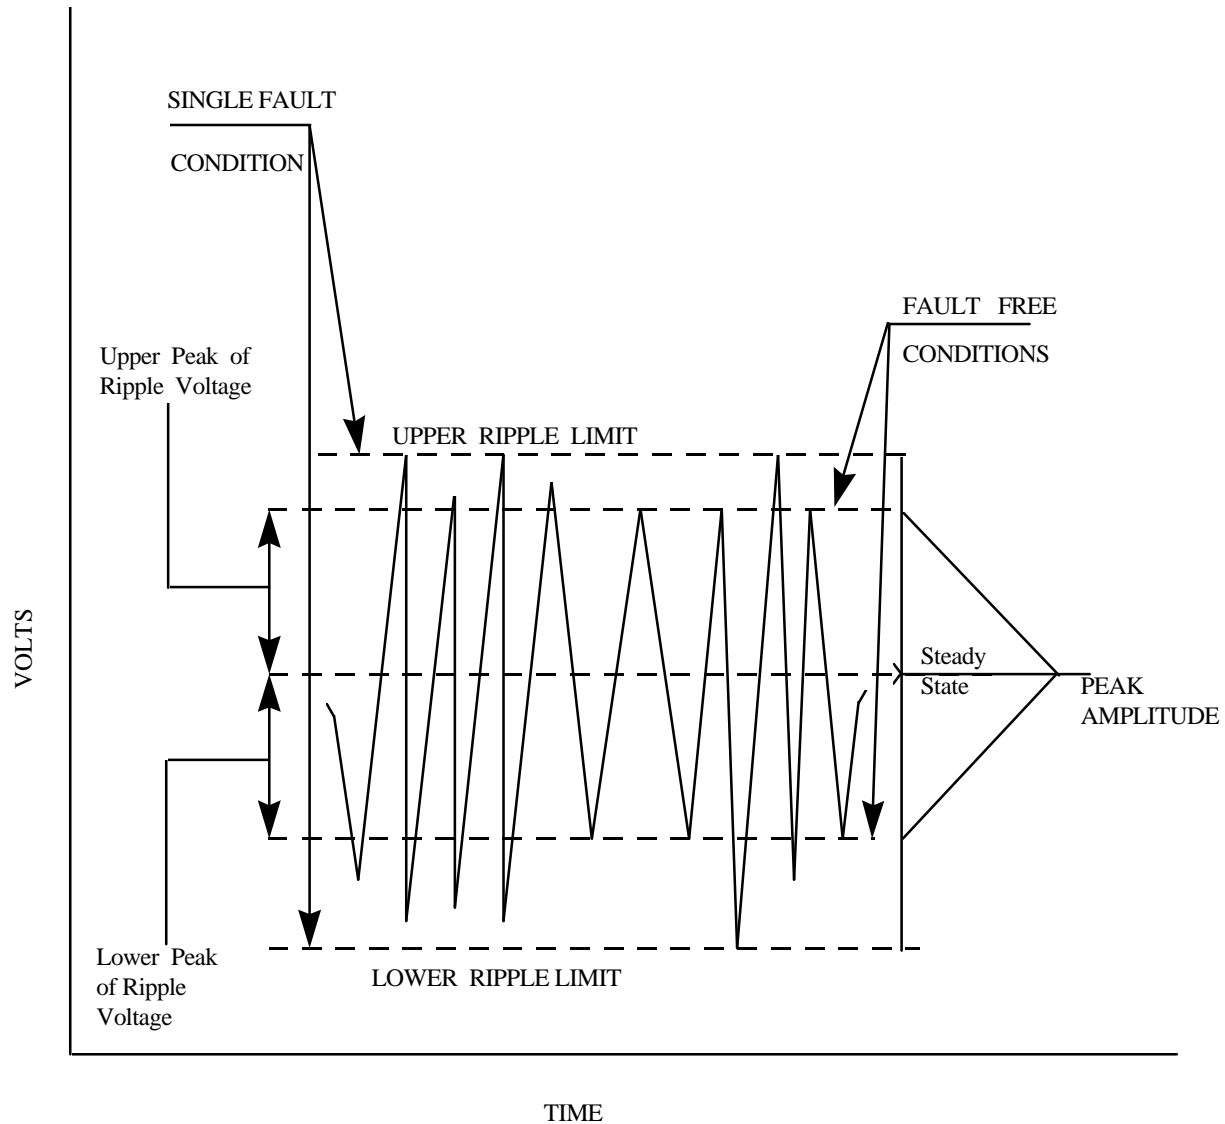 SINGLE FAULT
CONDITION
FAULT FREE
CONDITIONS
Upper Peak of
Ripple Voltage
UPPER RIPPLE LIMIT
VOLTS
Steady
State
PEAK
AMPLITUDE
Lower Peak
of Ripple
Voltage
LOWER RIPPLE LIMIT
TIME